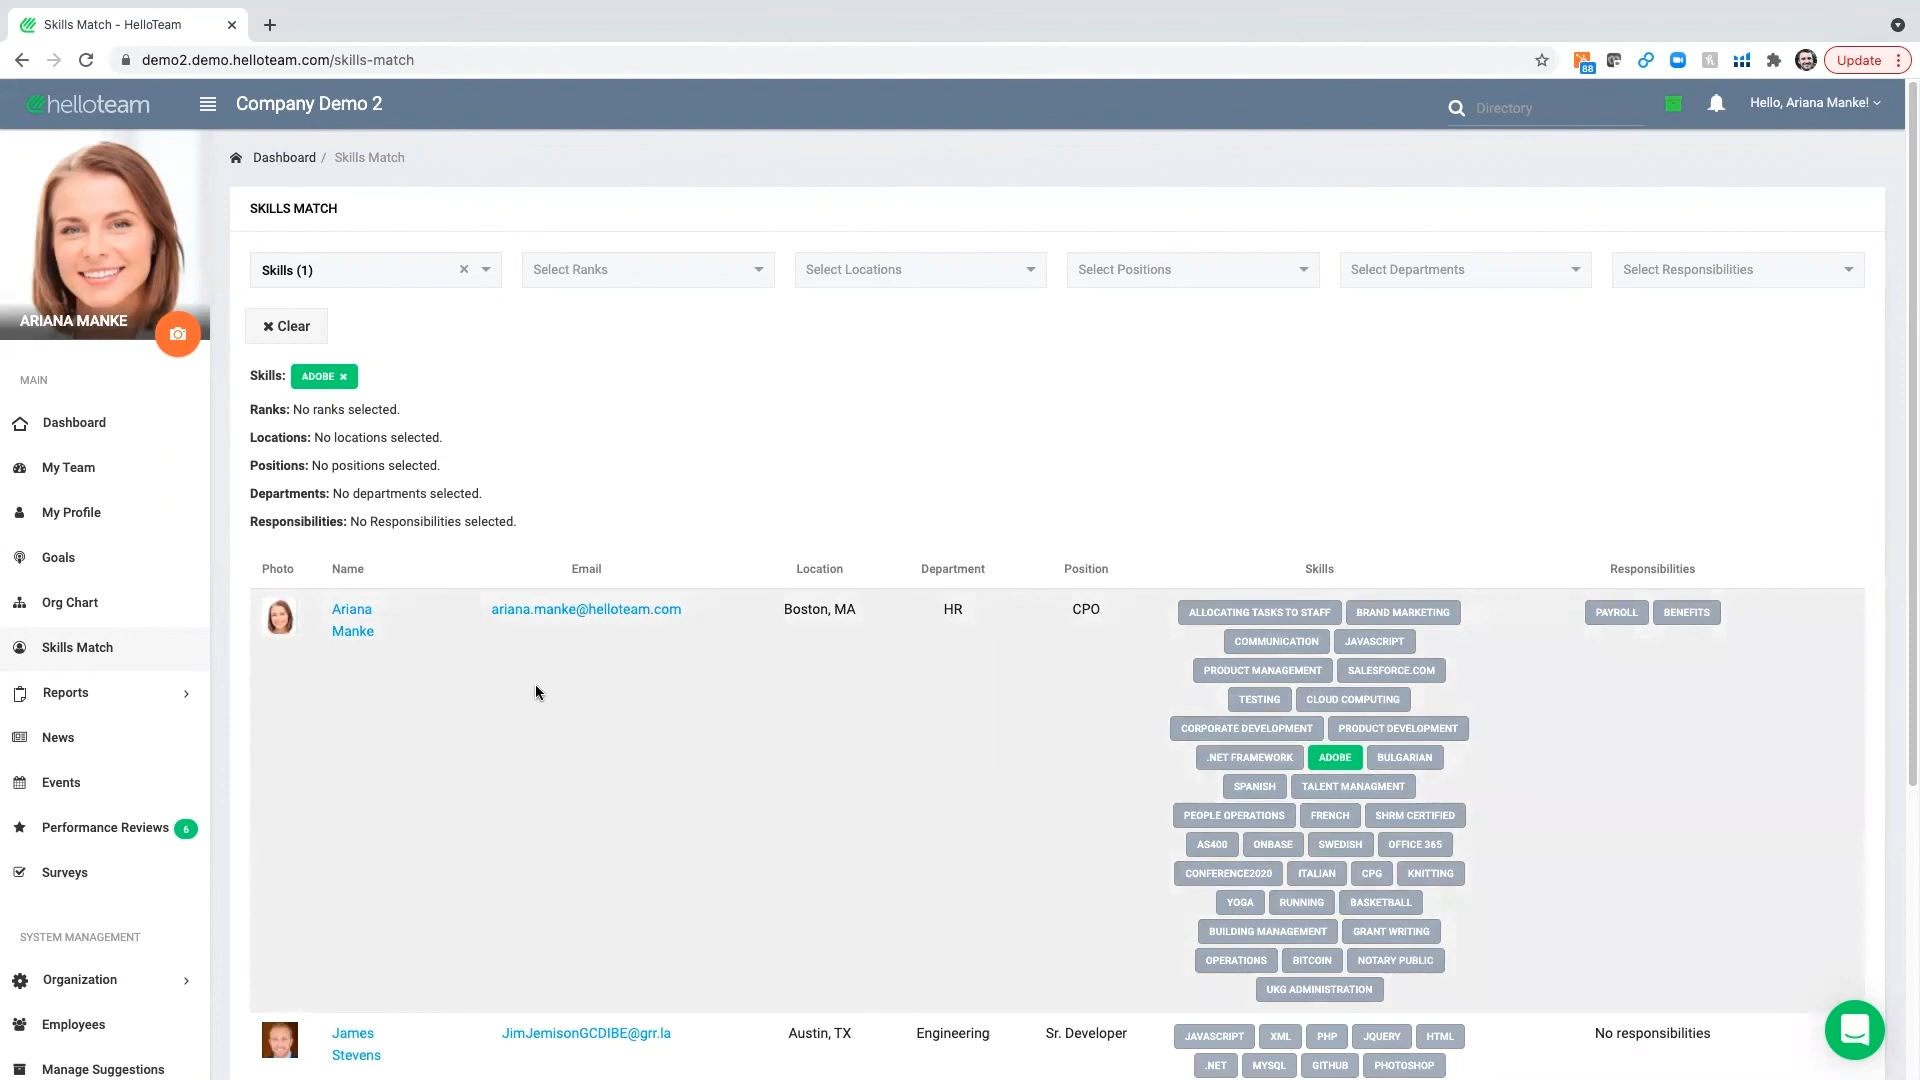 Skills Match - HelloTeam
demo2.demo.helloteam.com/skills-match
88
Update
helloteam
Company Demo 2
Directory
Hello, Ariana Manke!
ARIANA MANKE
MAIN
Dashboard
My Team
My Profile
Goals
Org Chart
Skills Match
Reports
News
Events
Performance Reviews 6
Surveys
SYSTEM MANAGEMENT
Organization
Employees
Manage Suggestions
Dashboard / Skills Match
SKILLS MATCH
Skills (1) Select Ranks Select Locations Select Positions Select Departments Select Responsibilities
Clear
Skills: ADOBE
Ranks: No ranks selected.
Locations: No locations selected.
Positions: No positions selected.
Departments: No departments selected.
Responsibilities: No Responsibilities selected.
Photo Name Email Location Department Position Skills Responsibilities
Ariana
Manke
ariana.manke@helloteam.com
Boston, MA
HR
CPO
ALLOCATING TASKS TO STAFF BRAND MARKETING
COMMUNICATION JAVASCRIPT
PRODUCT MANAGEMENT SALESFORCE.COM
TESTING CLOUD COMPUTING
CORPORATE DEVELOPMENT PRODUCT DEVELOPMENT
.NET FRAMEWORK ADOBE BULGARIAN
SPANISH TALENT MANAGMENT
PEOPLE OPERATIONS FRENCH SHRM CERTIFIED
AS400 ONBASE SWEDISH OFFICE 365
CONFERENCE2020 ITALIAN CPG KNITTING
YOGA RUNNING BASKETBALL
BUILDING MANAGEMENT GRANT WRITING
OPERATIONS BITCOIN NOTARY PUBLIC
UKG ADMINISTRATION
PAYROLL BENEFITS
James
Stevens
JimJemisonGCDIBE@grr.la
Austin, TX
Engineering
Sr. Developer
JAVASCRIPT XML PHP JQUERY HTML
.NET MYSQL GITHUB PHOTOSHOP
No responsibilities